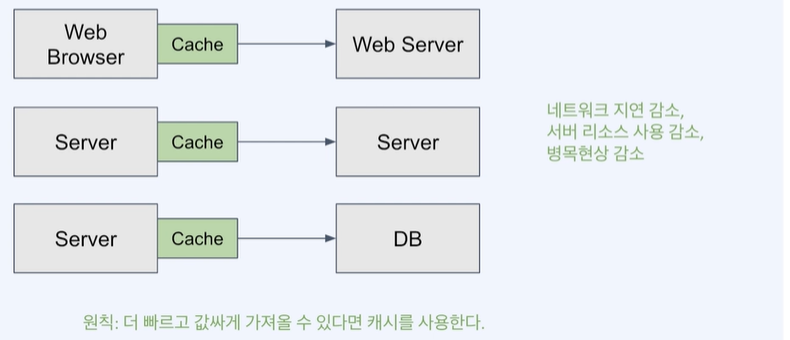 Web
Browser
Cache
Web Server
Server
Cache
Server
네트워크 지연 감소,
서버 리소스 사용 감소,
병목현상 감소
Server
Cache
DB
원칙: 더 빠르고 값싸게 가져올 수 있다면 캐시를 사용한다.